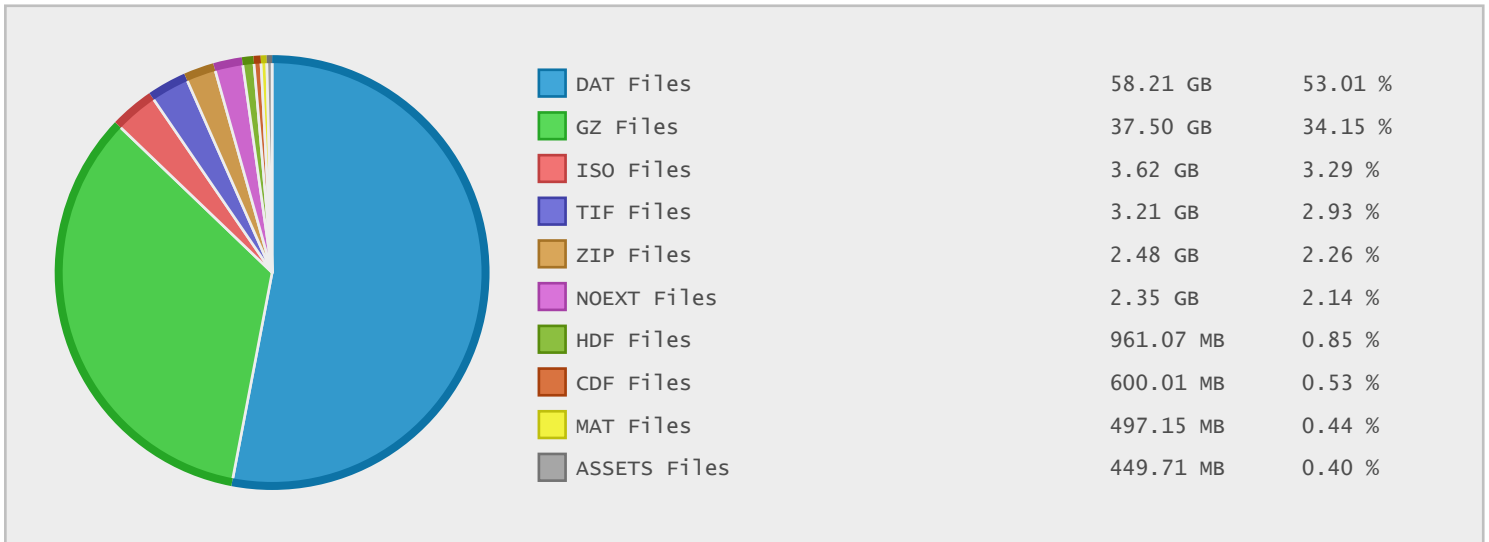 DAT Files 58.21 GB 53.01 %
GZ Files 37.50 GB 34.15 %
ISO Files 3.62 GB 3.29 %
TIF Files 3.21 GB 2.93 %
ZIP Files 2.48 GB 2.26 %
NOEXT Files 2.35 GB 2.14 %
HDF Files 961.07 MB 0.85 %
CDF Files 600.01 MB 0.53 %
MAT Files 497.15 MB 0.44 %
ASSETS Files 449.71 MB 0.40 %